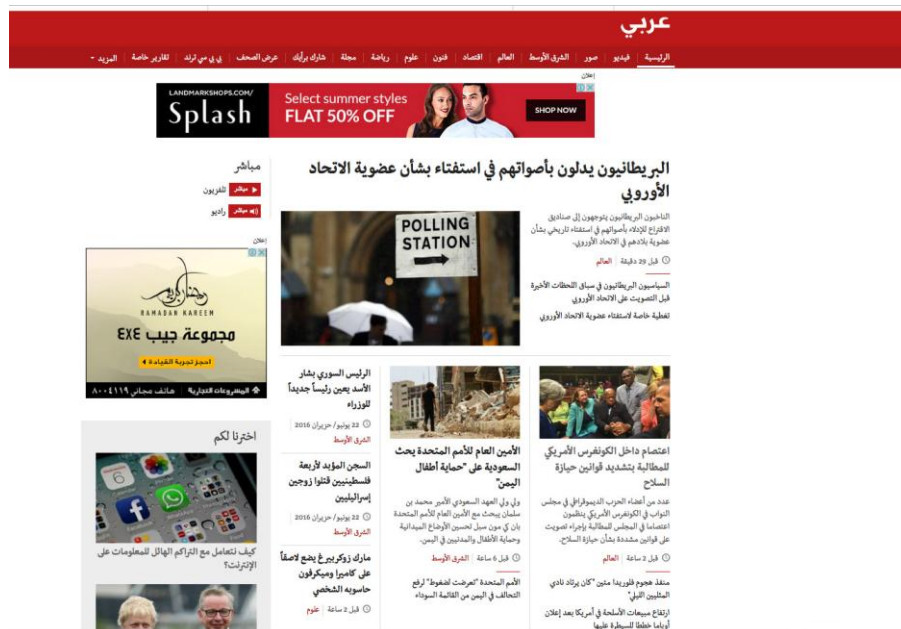 عربي
الرئيسية فيديو صور الشرق الأوسط العالم اقتصاد فنون علوم رياضة مجلة شارك برأيك عرض الصحف بي بي سي ترند تقارير خاصة المزيد
إعلان
LANDMARKSHOPS.COM/
Splash
Select summer styles
FLAT 50% OFF
SHOP NOW
البريطانيون يدلون بأصواتهم في استفتاء بشأن عضوية الاتحاد
الأوروبي
الناخبون البريطانيون يتوجهون إلى صناديق
الاقتراع للإدلاء بأصواتهم في استفتاء تاريخي بشأن
عضوية بلادهم في الاتحاد الأوروبي.
قبل 29 دقيقة العالم
السياسيون البريطانيون في سباق اللحظات الأخيرة
قبل التصويت على الاتحاد الأوروبي
تغطية خاصة لاستفتاء عضوية الاتحاد الأوروبي
POLLING
STATION
مباشر
مباشر تلفزيون
مباشر راديو
إعلان
رمضان كريم
RAMADAN KAREEM
مجموعة جيب EXE
احجز تجربة القيادة
المشروعات التجارية هاتف مجاني ٨٠٠٤١١٩
اعتصام داخل الكونغرس الأمريكي
للمطالبة بتشديد قوانين حيازة
السلاح
عدد من أعضاء الحزب الديموقراطي في مجلس
النواب في الكونغرس الأمريكي ينظمون
اعتصاما في المجلس للمطالبة بإجراء تصويت
على قوانين مشددة بشأن حيازة السلاح.
قبل 2 ساعة العالم
منفذ هجوم فلوريدا متين "كان يرتاد نادي
المثليين الليلي"
ارتفاع مبيعات الأسلحة في أمريكا بعد إعلان
أوباما خططا للسيطرة عليها
الأمين العام للأمم المتحدة يحث
السعودية على "حماية أطفال
اليمن"
ولي ولي العهد السعودي الأمير محمد بن
سلمان يبحث مع الأمين العام للأمم المتحدة
بان كي مون سبل تحسين الأوضاع الميدانية
وحماية الأطفال والمدنيين في اليمن.
قبل 6 ساعة الشرق الأوسط
الأمم المتحدة "تعرضت لضغوط" لرفع
التحالف في اليمن من القائمة السوداء
الرئيس السوري بشار
الأسد يعين رئيساً جديداً
للوزراء
22 يونيو/ حزيران 2016
الشرق الأوسط
السجن المؤبد لأربعة
فلسطينيين قتلوا زوجين
إسرائيليين
22 يونيو/ حزيران 2016
الشرق الأوسط
مارك زوكربيرغ يضع لاصقاً
على كاميرا وميكرفون
حاسوبه الشخصي
قبل 2 ساعة علوم
اخترنا لكم
كيف نتعامل مع التراكم الهائل للمعلومات على
الإنترنت؟